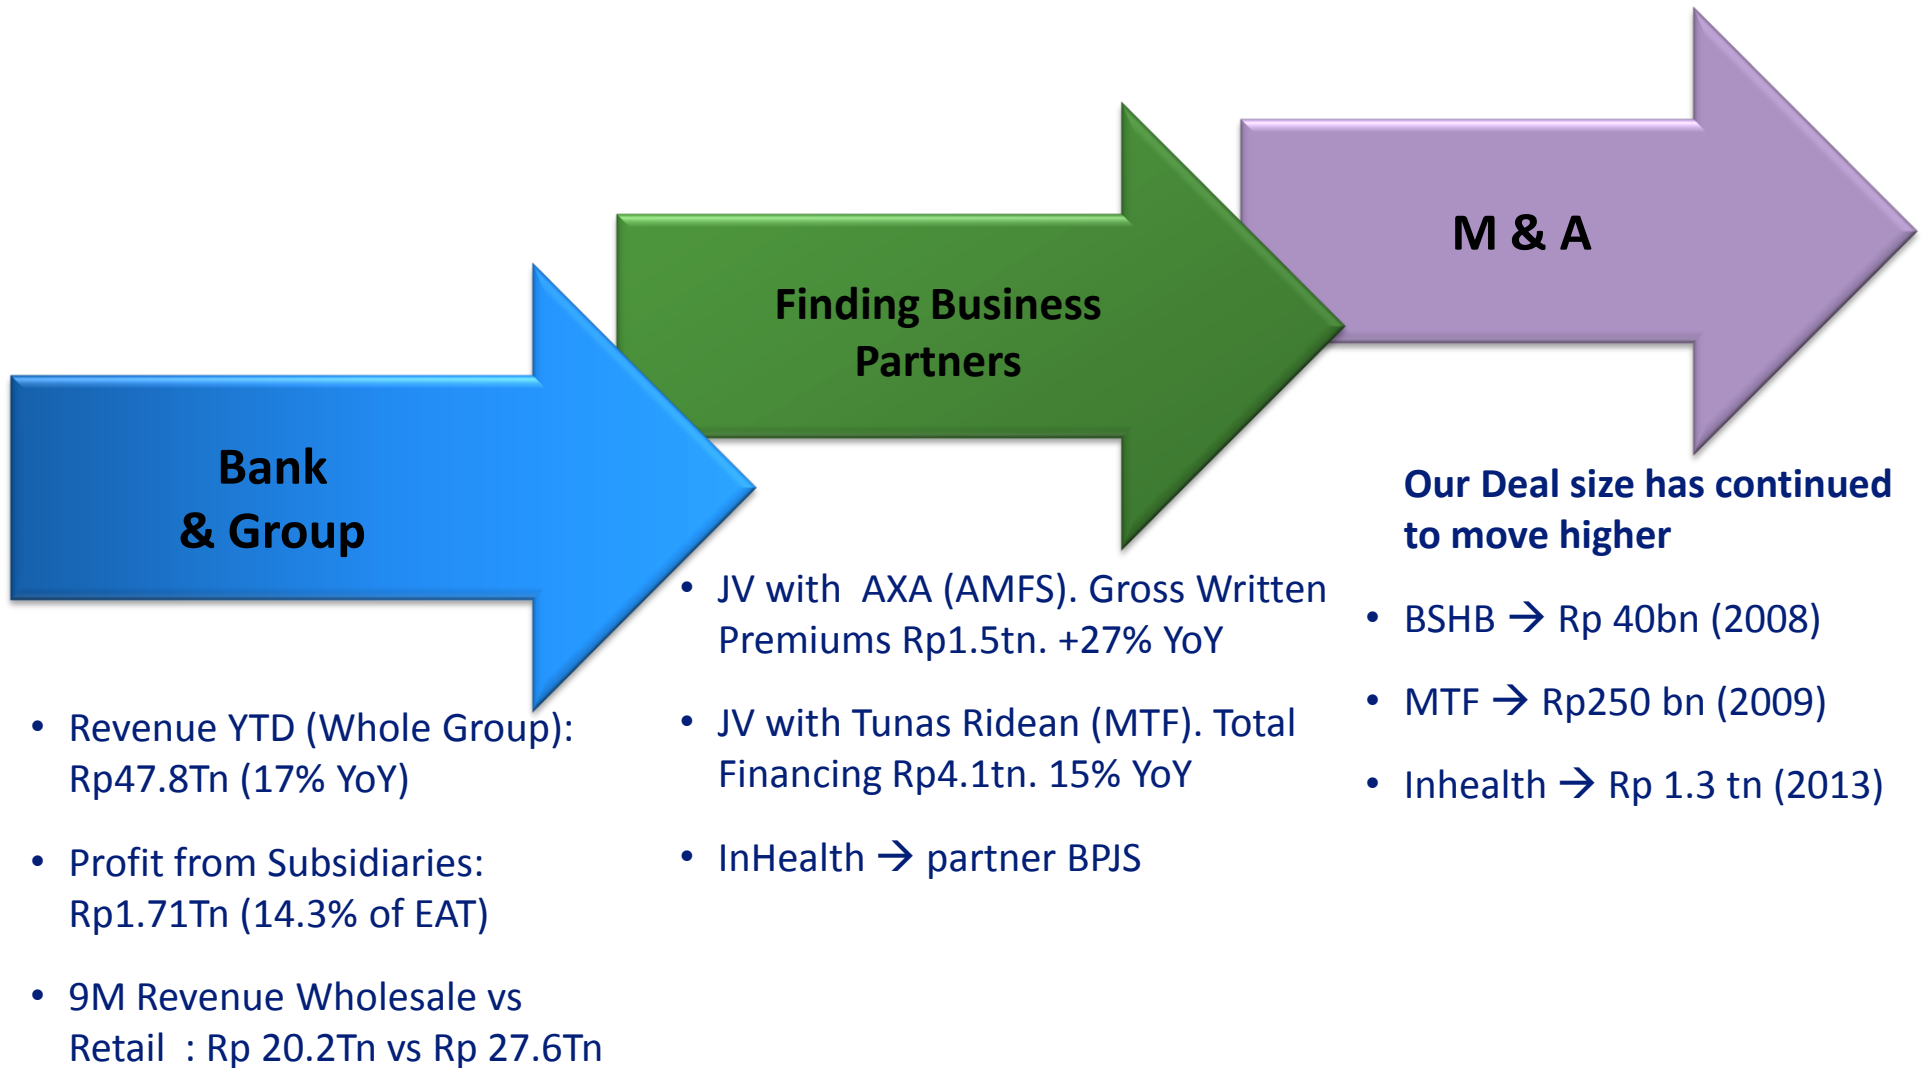 Bank
& Group
• Revenue YTD (Whole Group):
Rp47.8Tn (17% YoY)
• Profit from Subsidiaries:
Rp1.71Tn (14.3% of EAT)
• 9M Revenue Wholesale vs
Retail : Rp 20.2Tn vs Rp 27.6Tn
Finding Business
Partners
• JV with AXA (AMFS). Gross Written
Premiums Rp1.5tn. +27% YoY
• JV with Tunas Ridean (MTF). Total
Financing Rp4.1tn. 15% YoY
• InHealth → partner BPJS
M & A
Our Deal size has continued
to move higher
• BSHB → Rp 40bn (2008)
• MTF → Rp250 bn (2009)
• Inhealth → Rp 1.3 tn (2013)